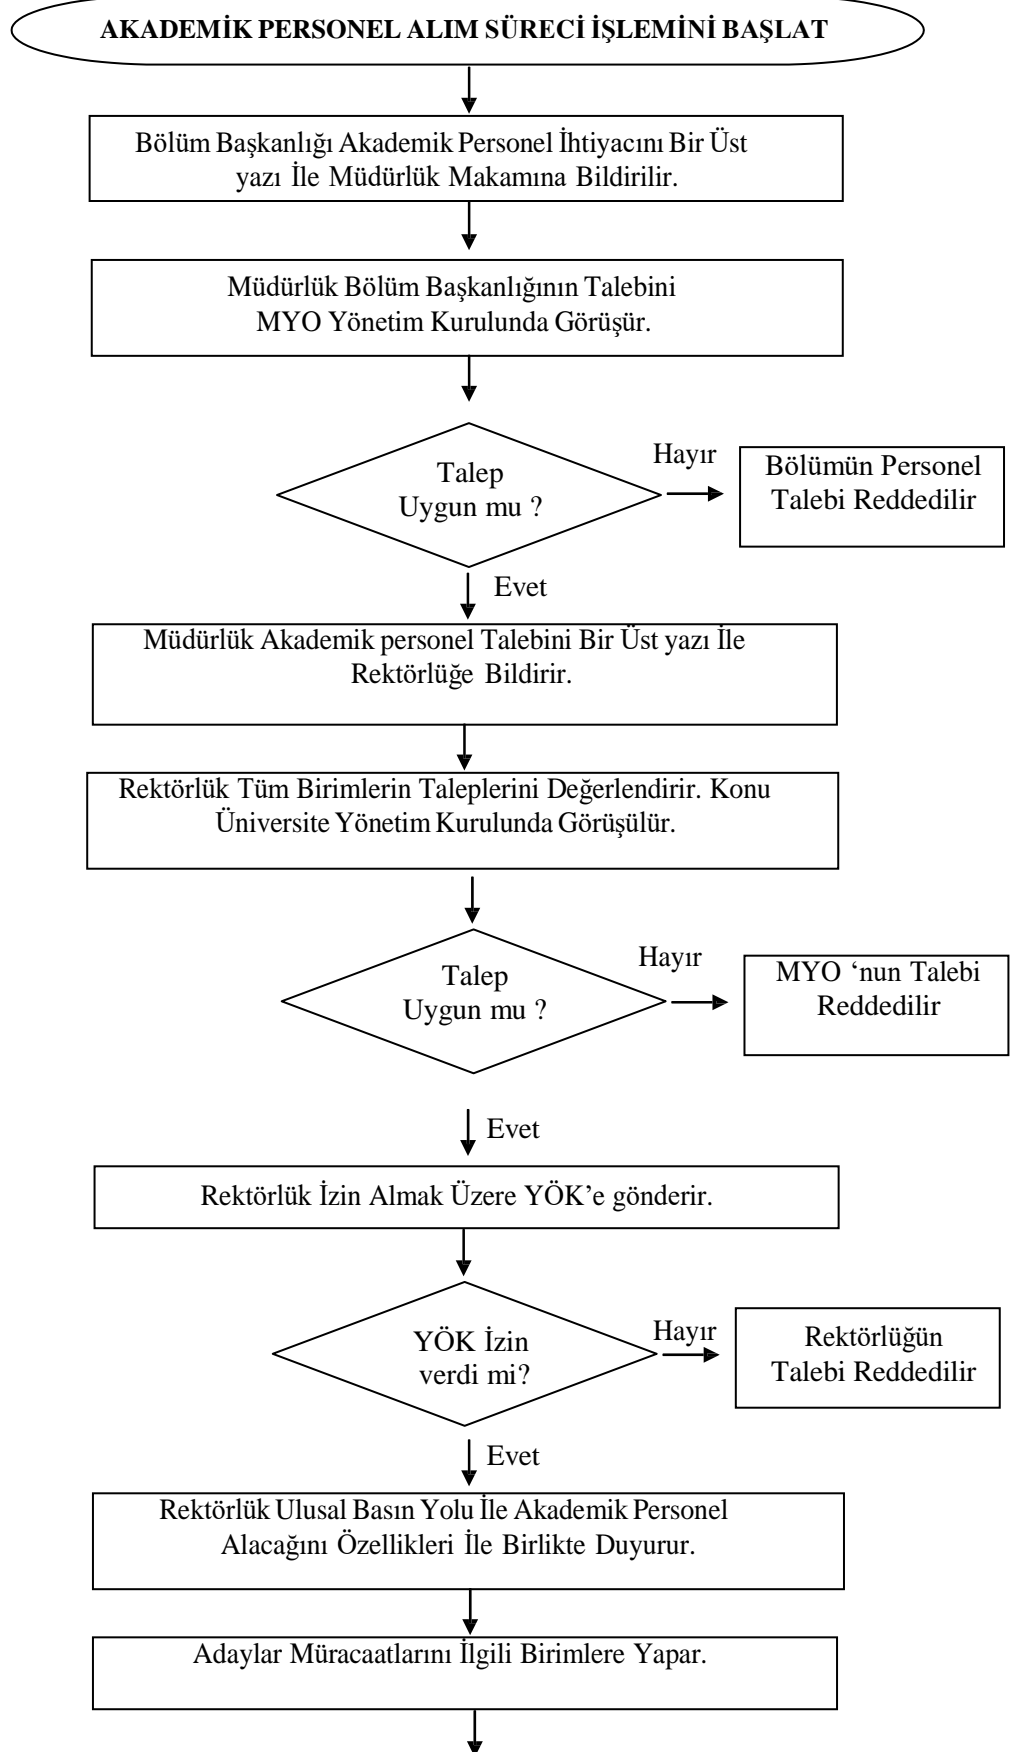 AKADEMİK PERSONEL ALIM SÜRECİ İŞLEMİNİ BAŞLAT
Bölüm Başkanlığı Akademik Personel İhtiyacını Bir Üst
yazı İle Müdürlük Makamına Bildirilir.
Müdürlük Bölüm Başkanlığının Talebini
MYO Yönetim Kurulunda Görüşür.
Talep
Uygun mu ?
Hayır
Bölümün Personel
Talebi Reddedilir
Evet
Müdürlük Akademik personel Talebini Bir Üst yazı İle
Rektörlüğe Bildirir.
Rektörlük Tüm Birimlerin Taleplerini Değerlendirir. Konu
Üniversite Yönetim Kurulunda Görüşülür.
Talep
Uygun mu ?
Hayır
MYO ‘nun Talebi
Reddedilir
Evet
Rektörlük İzin Almak Üzere YÖK’e gönderir.
YÖK İzin
verdi mi?
Hayır
Rektörlüğün
Talebi Reddedilir
Evet
Rektörlük Ulusal Basın Yolu İle Akademik Personel
Alacağını Özellikleri İle Birlikte Duyurur.
Adaylar Müracaatlarını İlgili Birimlere Yapar.